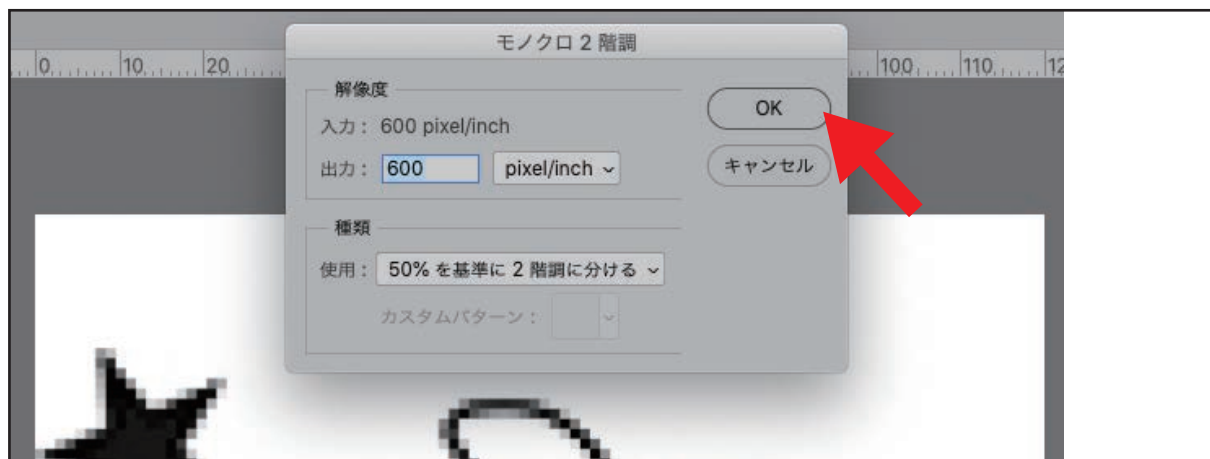 モノクロ 2 階調
0 10 20 100 110 12
解像度
入力： 600 pixel/inch
OK
出力： 600 pixel/inch
キャンセル
種類
使用： 50% を基準に 2 階調に分ける
カスタムパターン：